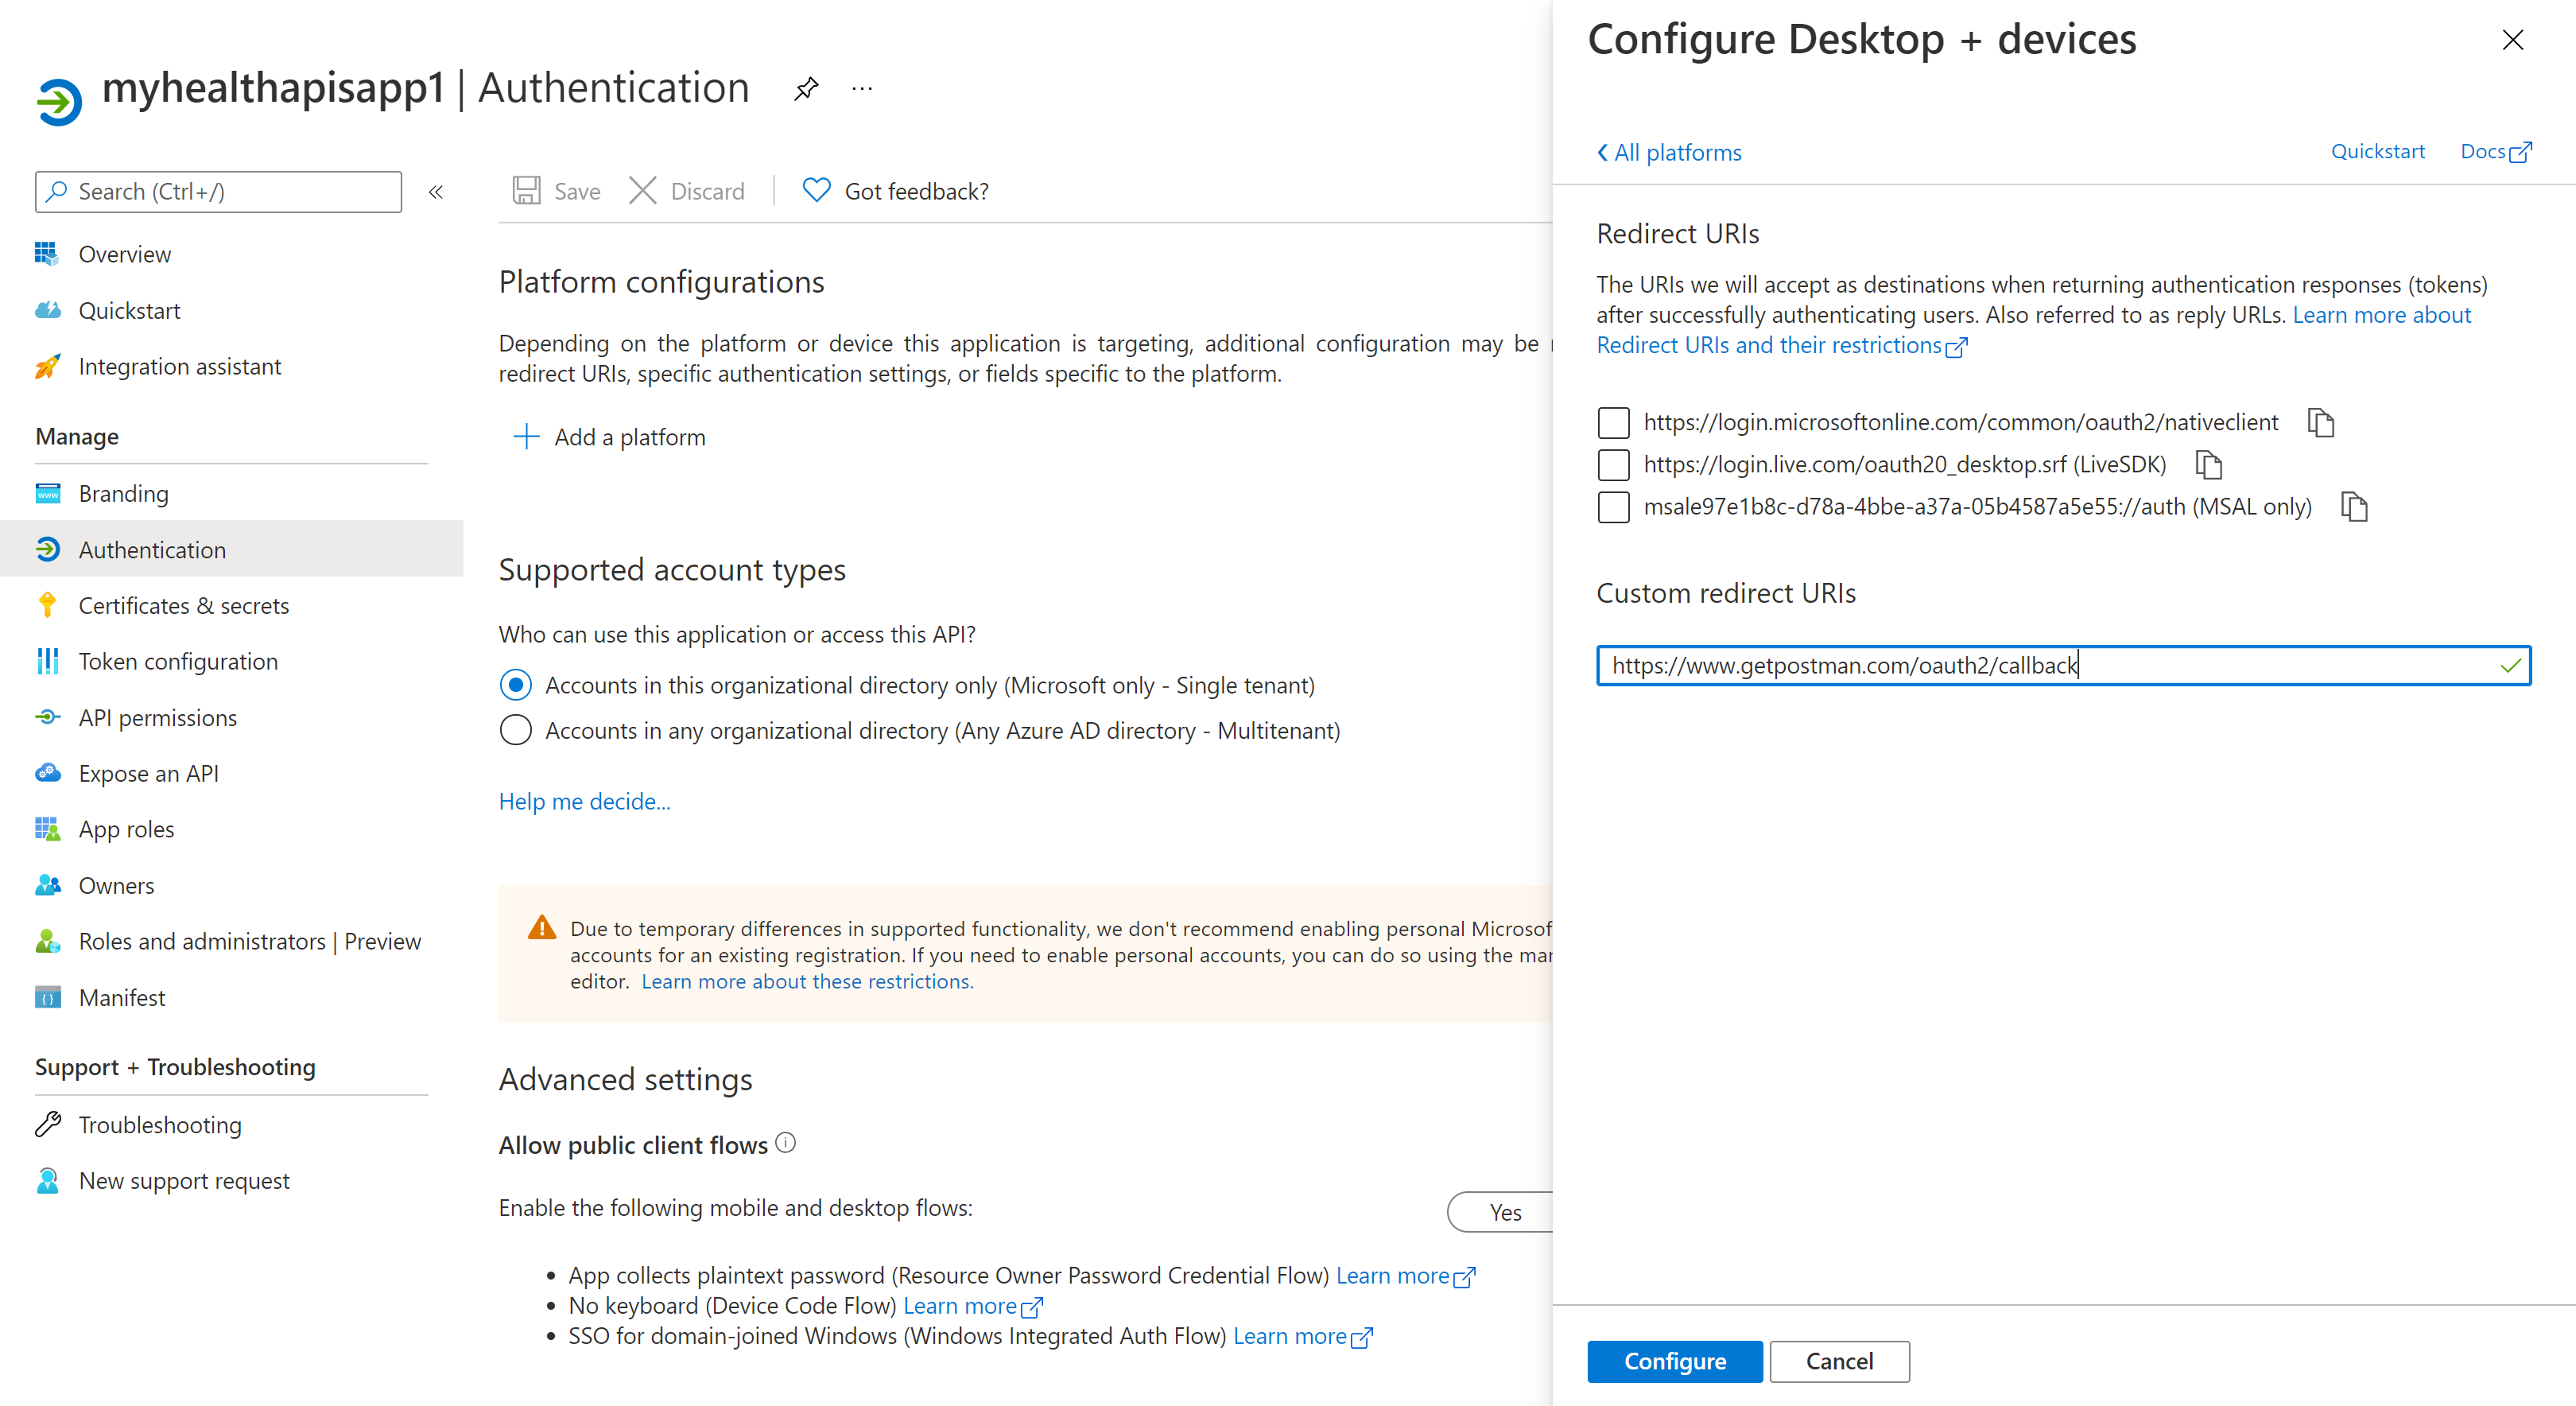 myhealthapisapp1 | Authentication
Search (Ctrl+/)
Overview
Quickstart
Integration assistant
Manage
Branding
Authentication
Certificates & secrets
Token configuration
API permissions
Expose an API
App roles
Owners
Roles and administrators | Preview
Manifest
Support + Troubleshooting
Troubleshooting
New support request
Save
Discard
Got feedback?
Platform configurations
Depending on the platform or device this application is targeting, additional configuration may be
redirect URIs, specific authentication settings, or fields specific to the platform.
Add a platform
Supported account types
Who can use this application or access this API?
Accounts in this organizational directory only (Microsoft only - Single tenant)
Accounts in any organizational directory (Any Azure AD directory - Multitenant)
Help me decide...
Due to temporary differences in supported functionality, we don't recommend enabling personal Microsof
accounts for an existing registration. If you need to enable personal accounts, you can do so using the
editor. Learn more about these restrictions.
Advanced settings
Allow public client flows
Enable the following mobile and desktop flows:
Yes
• App collects plaintext password (Resource Owner Password Credential Flow) Learn more
• No keyboard (Device Code Flow) Learn more
• SSO for domain-joined Windows (Windows Integrated Auth Flow) Learn more
Configure Desktop + devices
All platforms
Quickstart
Docs
Redirect URIs
The URIs we will accept as destinations when returning authentication responses (tokens)
after successfully authenticating users. Also referred to as reply URLs. Learn more about
Redirect URIs and their restrictions
https://login.microsoftonline.com/common/oauth2/nativeclient
https://login.live.com/oauth20_desktop.srf (LiveSDK)
msale97e1b8c-d78a-4bbe-a37a-05b4587a5e55://auth (MSAL only)
Custom redirect URIs
https://www.getpostman.com/oauth2/callback
Configure
Cancel